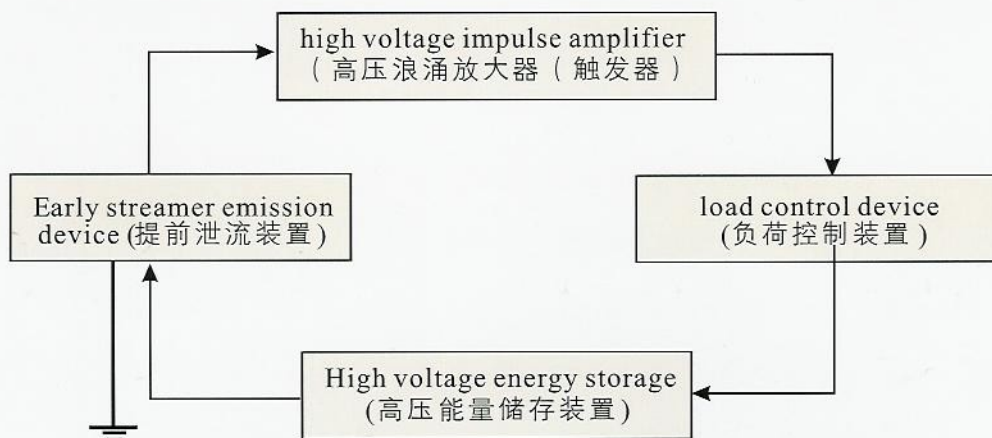 high voltage impulse amplifier
(高压浪涌放大器(触发器)
Early streamer emission
device(提前泄流装置)
load control device
(负荷控制装置)
High voltage energy storage
(高压能量储存装置)